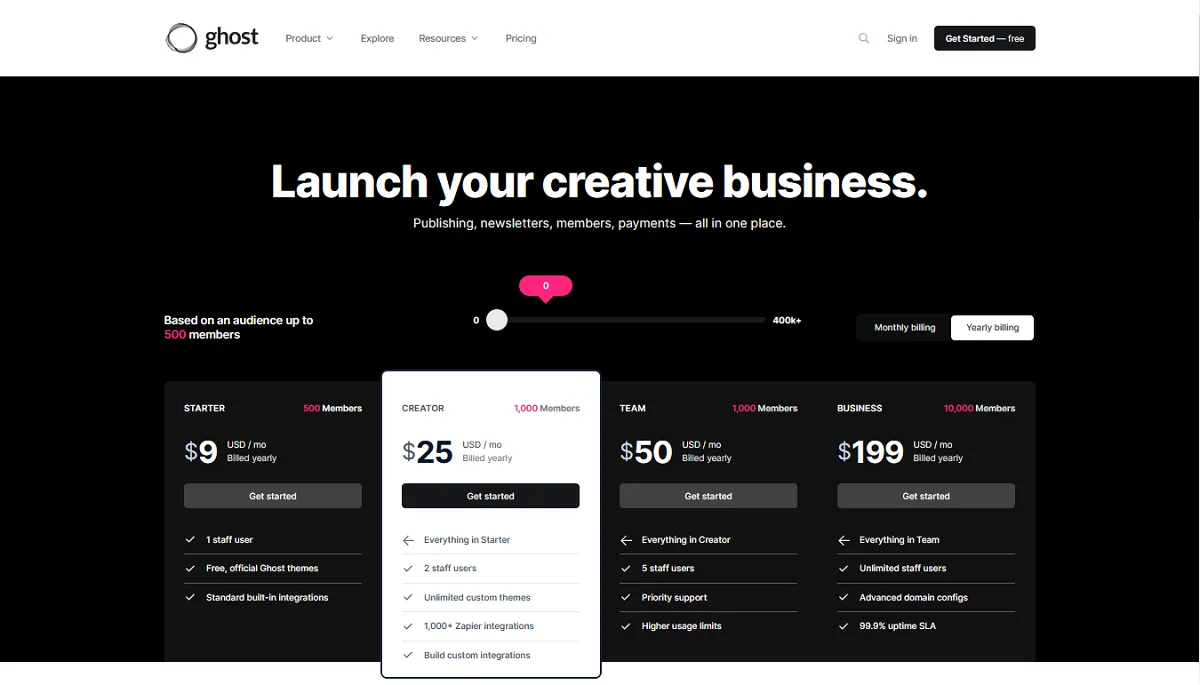 ghost
Product
Explore
Resources
Pricing
Sign in
Get Started — free
Launch your creative business.
Publishing, newsletters, members, payments — all in one place.
0
Based on an audience up to
500 members
0
400k+
Monthly billing
Yearly billing
STARTER
500 Members
$9
USD / mo
Billed yearly
Get started
1 staff user
Free, official Ghost themes
Standard built-in integrations
CREATOR
1,000 Members
$25
USD / mo
Billed yearly
Get started
Everything in Starter
2 staff users
Unlimited custom themes
1,000+ Zapier integrations
Build custom integrations
TEAM
1,000 Members
$50
USD / mo
Billed yearly
Get started
Everything in Creator
5 staff users
Priority support
Higher usage limits
BUSINESS
10,000 Members
$199
USD / mo
Billed yearly
Get started
Everything in Team
Unlimited staff users
Advanced domain configs
99.9% uptime SLA